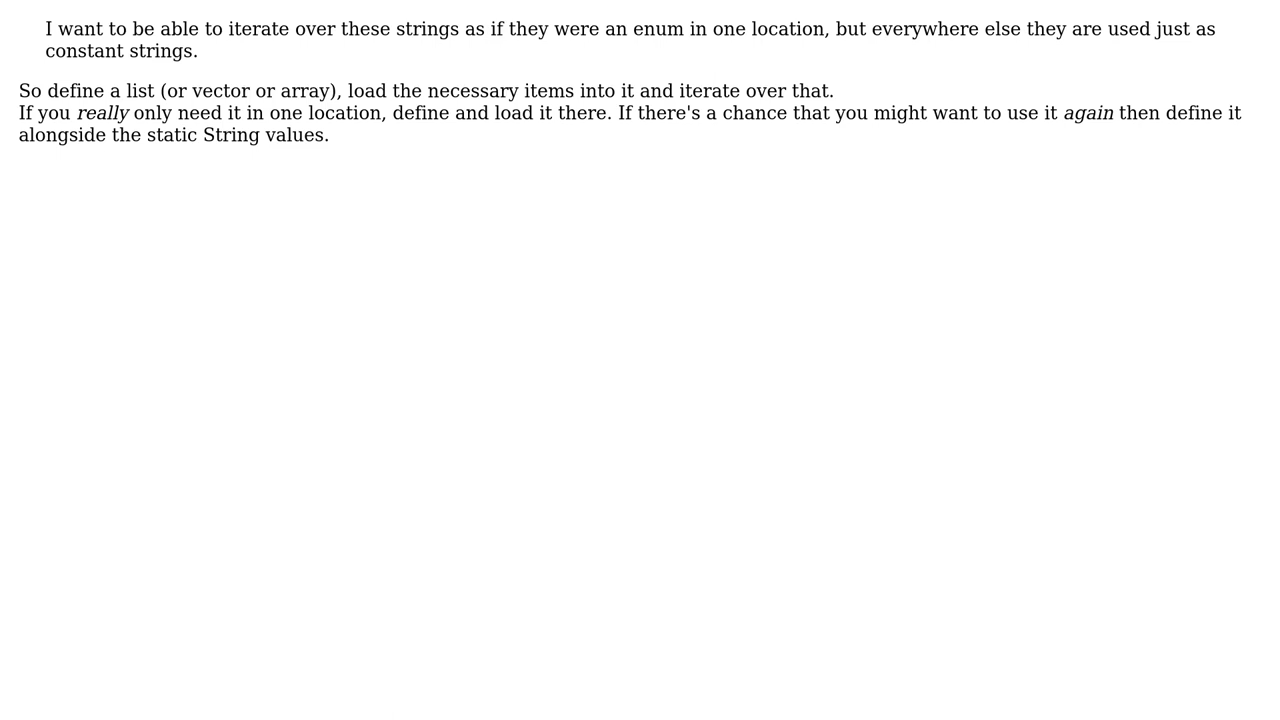 I want to be able to iterate over these strings as if they were an enum in one location, but everywhere else they are used just as
constant strings.
So define a list (or vector or array), load the necessary items into it and iterate over that.
If you really only need it in one location, define and load it there. If there's a chance that you might want to use it again then define it
alongside the static String values.